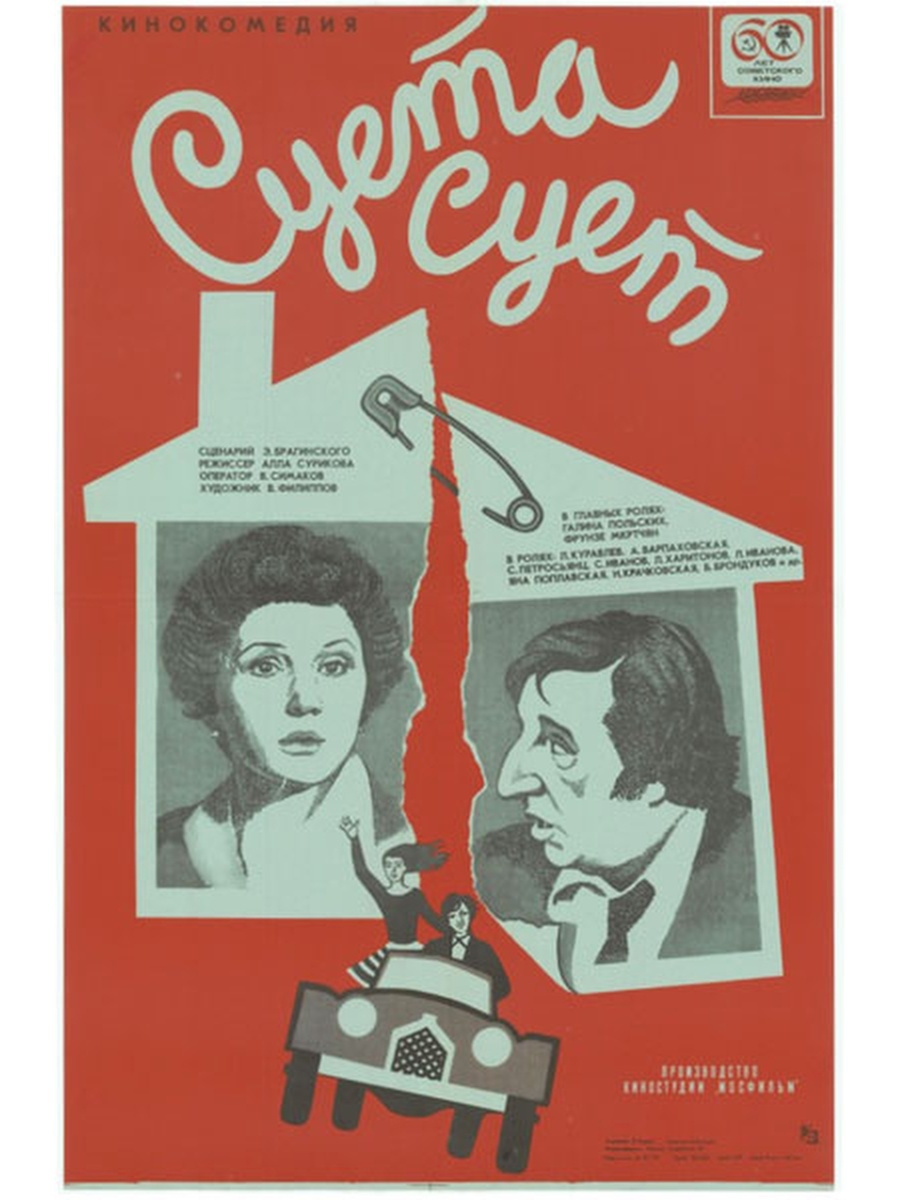 КИНОКОМЕДИЯ
Суета
сует
60
ЛЕТ
СОВЕТСКОГО
КИНО
СЦЕНАРИЙ Э. БРАГИНСКОГО
РЕЖИССЕР АЛЛА СУРИКОВА
ОПЕРАТОР В. СИМАКОВ
ХУДОЖНИК В. ФИЛИППОВ
В ГЛАВНЫХ РОЛЯХ-
ГАЛИНА ПОЛЬСКИХ,
ФРУНЗЕ МКРТЧЯН
В РОЛЯХ- Л. КУРАВЛЕВ, А. ВАРПАХОВСКАЯ,
С. ПЕТРОСЬЯНЦ, С. ИВАНОВ, Л. ХАРИТОНОВ, Л. ИВАНОВА,
ЯНА ПОПЛАВСКАЯ, Н. КРАЧКОВСКАЯ, Б. БРОНДУКОВ и др.
ПРОИЗВОДСТВО
КИНОСТУДИИ „МОСФИЛЬМ"